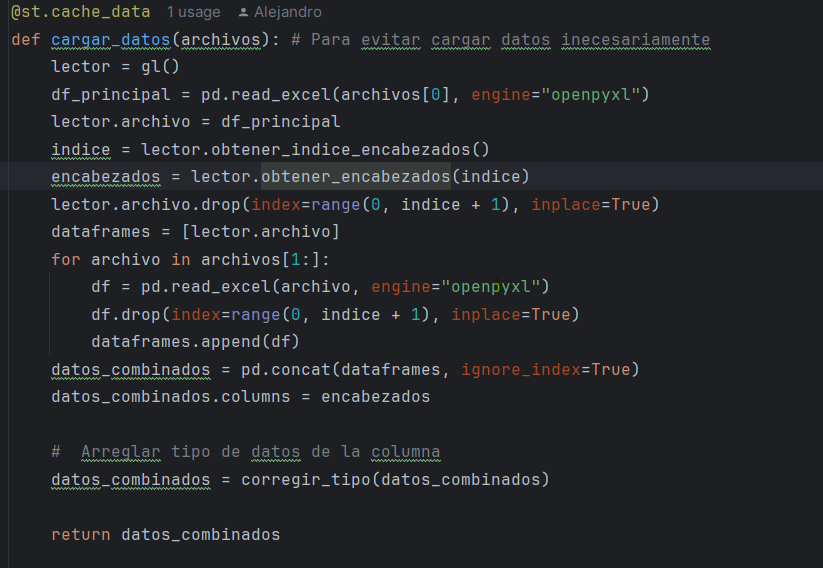 @st.cache_data 1 usage Alejandro
def cargar_datos(archivos): # Para evitar cargar datos inecesariamente
    lector = gl()
    df_principal = pd.read_excel(archivos[0], engine="openpyxl")
    lector.archivo = df_principal
    indice = lector.obtener_indice_encabezados()
    encabezados = lector.obtener_encabezados(indice)
    lector.archivo.drop(index=range(0, indice + 1), inplace=True)
    dataframes = [lector.archivo]
    for archivo in archivos[1:]:
        df = pd.read_excel(archivo, engine="openpyxl")
        df.drop(index=range(0, indice + 1), inplace=True)
        dataframes.append(df)
    datos_combinados = pd.concat(dataframes, ignore_index=True)
    datos_combinados.columns = encabezados
    #  Arreglar tipo de datos de la columna
    datos_combinados = corregir_tipo(datos_combinados)
    return datos_combinados